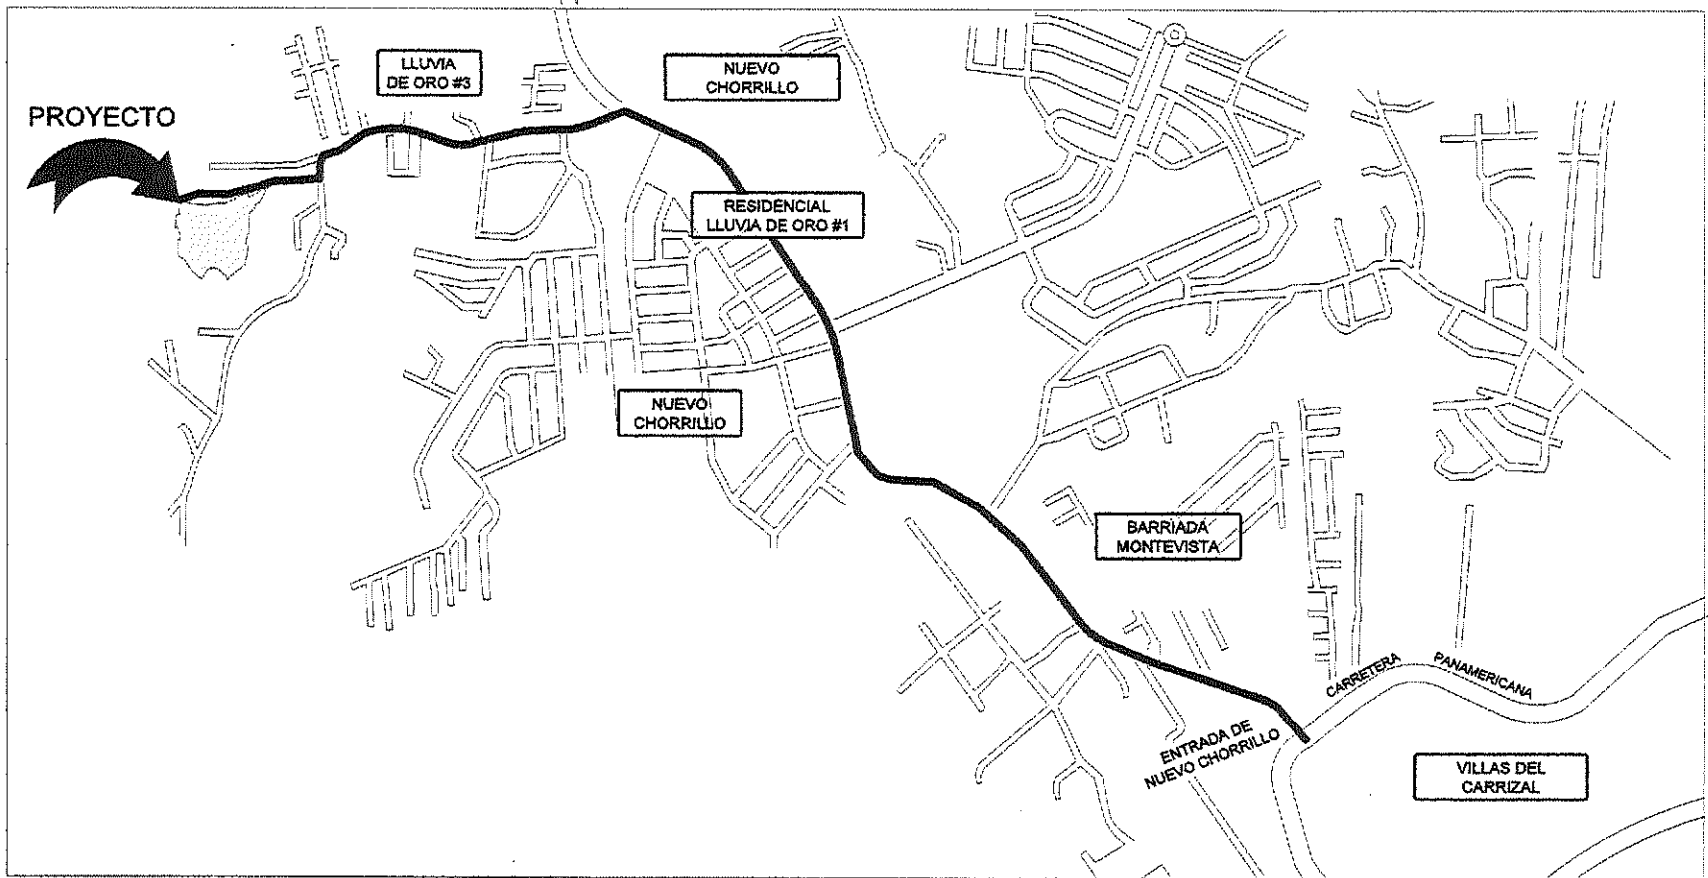 LLUVIA
DE ORO #3
NUEVO
CHORRILLO
PROYECTO
RESIDENCIAL
LLUVIA DE ORO #1
NUEVO
CHORRILLO
BARRIADA
MONTEVISTA
CARRETERA
PANAMERICANA
ENTRADA DE
NUEVO CHORRILLO
VILLAS DEL
CARRIZAL